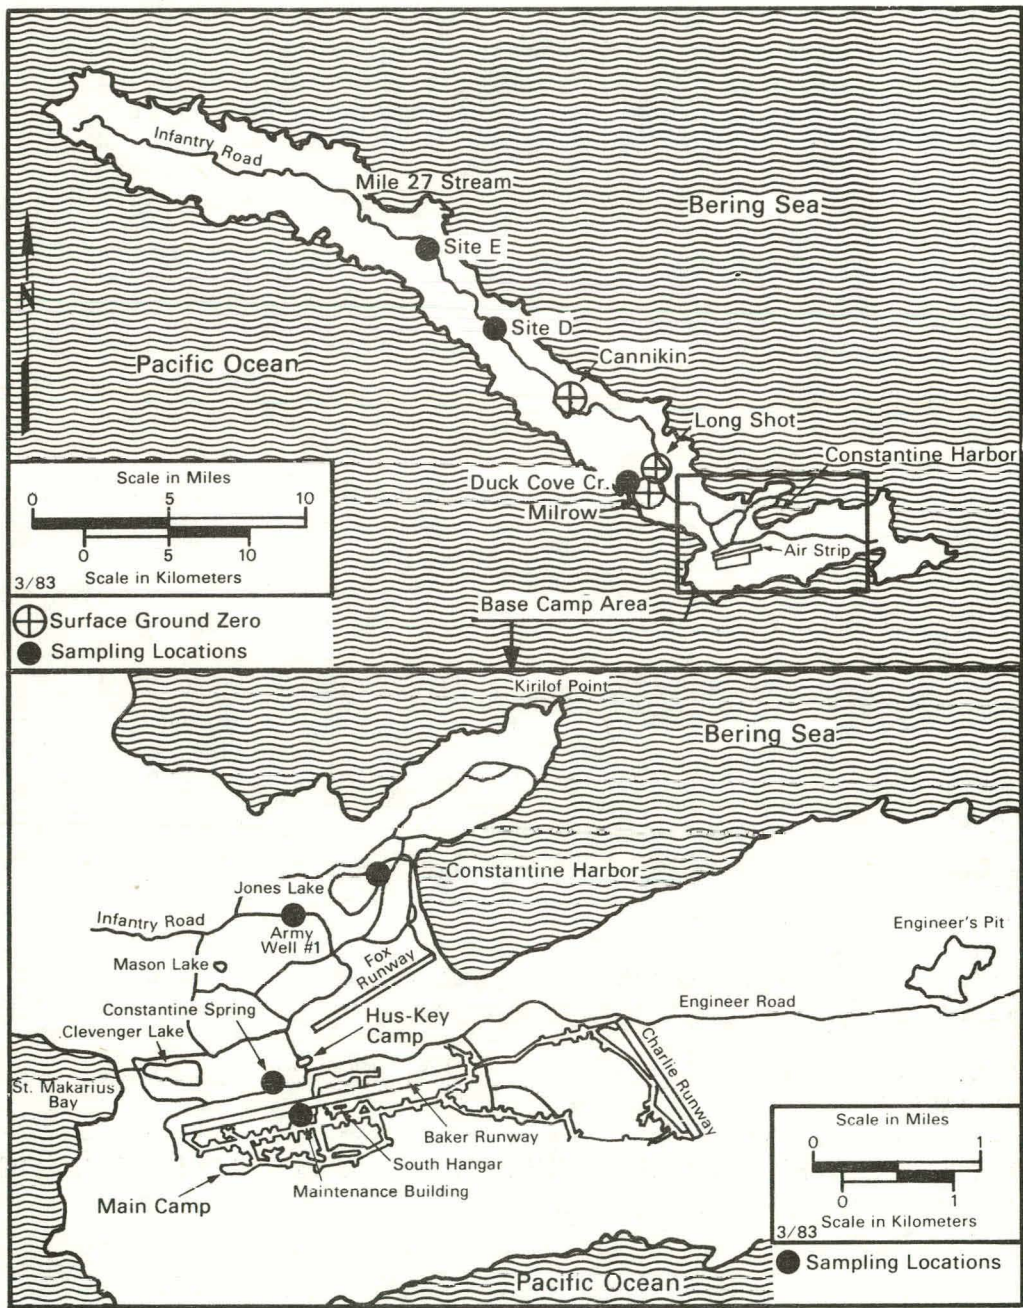 Infantry Road
Mile 27 Stream
Bering Sea
Site E
N
Site D
Pacific Ocean
Cannikin
Long Shot
Constantine Harbor
Duck Cove Cr.
Milrow
Air Strip
Base Camp Area
Scale in Miles
0 5 10
0 5 10
3/83 Scale in Kilometers
Surface Ground Zero
Sampling Locations
Kirilof Point
Bering Sea
Constantine Harbor
Jones Lake
Infantry Road
Army
Well #1
Engineer's Pit
Mason Lake
Fox
Runway
Constantine Spring
Hus-Key
Camp
Engineer Road
Clevenger Lake
Charlie Runway
St. Makarius
Bay
Baker Runway
South Hangar
Maintenance Building
Main Camp
Scale in Miles
0 1
0 1
3/83 Scale in Kilometers
Sampling Locations
Pacific Ocean